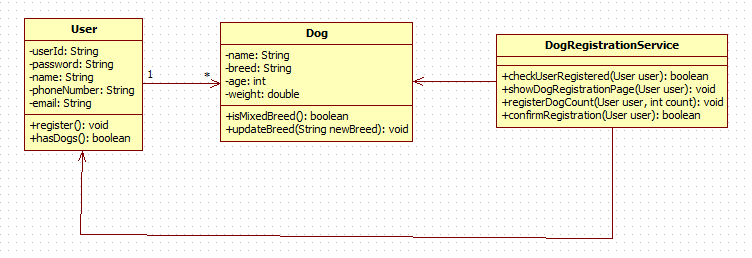 User
-userId: String
-password: String
-name: String
-phoneNumber: String
-email: String
+register(): void
+hasDogs(): boolean
1
*
Dog
-name: String
-breed: String
-age: int
-weight: double
+isMixedBreed(): boolean
+updateBreed(String newBreed): void
DogRegistrationService
+checkUserRegistered(User user): boolean
+showDogRegistrationPage(User user): void
+registerDogCount(User user, int count): void
+confirmRegistration(User user): boolean